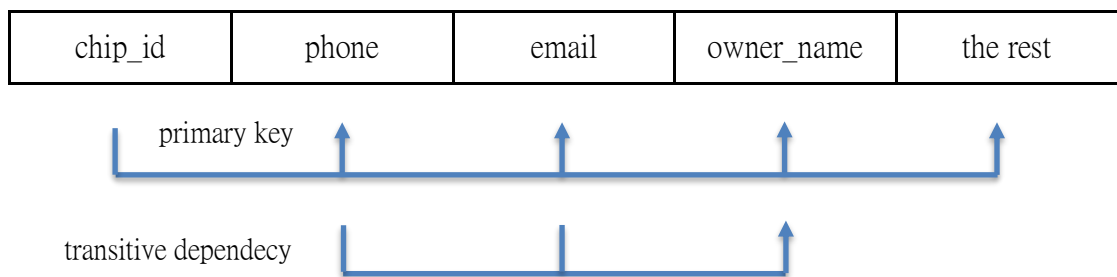 chip_id phone email owner_name the rest
primary key
transitive dependecy